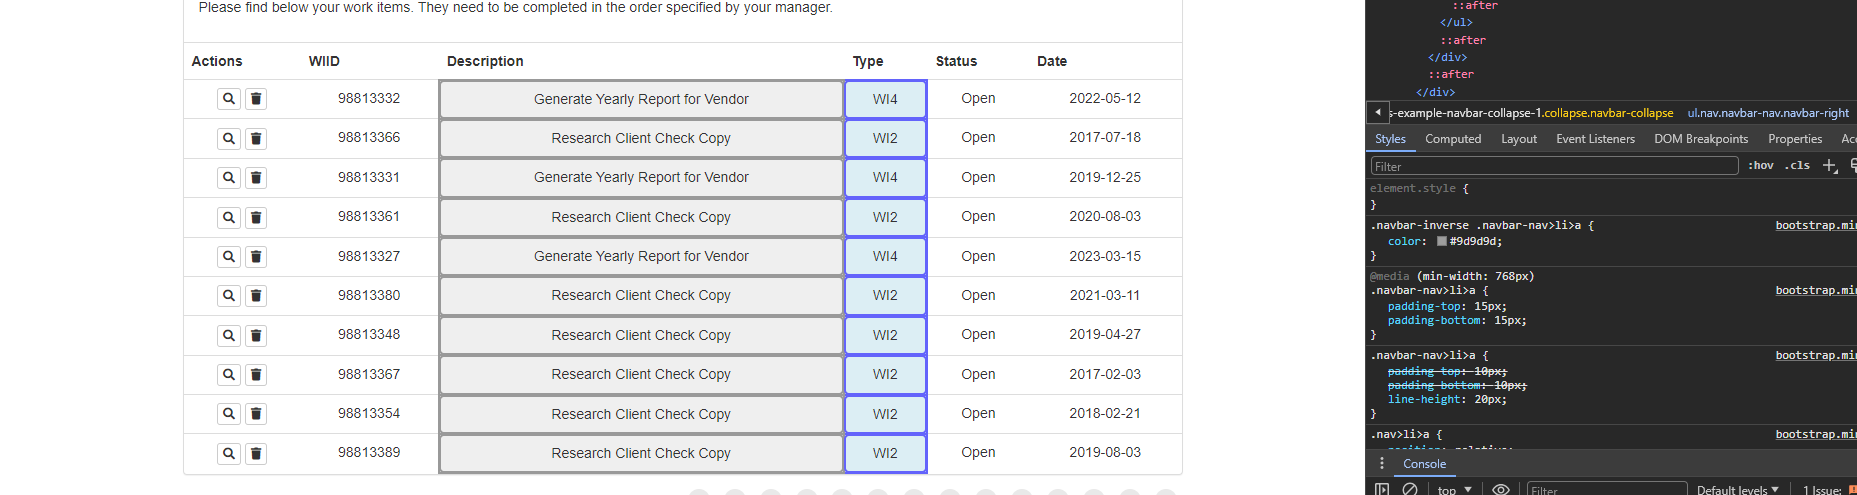 Please find below your work items. They need to be completed in the order specified by your manager.
Actions WIID Description Type Status Date
98813332 Generate Yearly Report for Vendor WI4 Open 2022-05-12
98813366 Research Client Check Copy WI2 Open 2017-07-18
98813331 Generate Yearly Report for Vendor WI4 Open 2019-12-25
98813361 Research Client Check Copy WI2 Open 2020-08-03
98813327 Generate Yearly Report for Vendor WI4 Open 2023-03-15
98813380 Research Client Check Copy WI2 Open 2021-03-11
98813348 Research Client Check Copy WI2 Open 2019-04-27
98813367 Research Client Check Copy WI2 Open 2017-02-03
98813354 Research Client Check Copy WI2 Open 2018-02-21
98813389 Research Client Check Copy WI2 Open 2019-08-03
::after
</ul>
::after
</div>
::after
</div>
s-example-navbar-collapse-1.collapse.navbar-collapse ul.nav.navbar-nav.navbar-right
Styles Computed Layout Event Listeners DOM Breakpoints Properties Ac
Filter :hov .cls
element.style {
}
.navbar-inverse .navbar-nav>li>a { bootstrap.mi
color: #9d9d9d;
}
@media (min-width: 768px)
.navbar-nav>li>a { bootstrap.mi
padding-top: 15px;
padding-bottom: 15px;
}
.navbar-nav>li>a { bootstrap.mi
padding-top: 10px;
padding-bottom: 10px;
line-height: 20px;
}
.nav>li>a { bootstrap.mi
Console
top Filter Default levels 1 Issue: